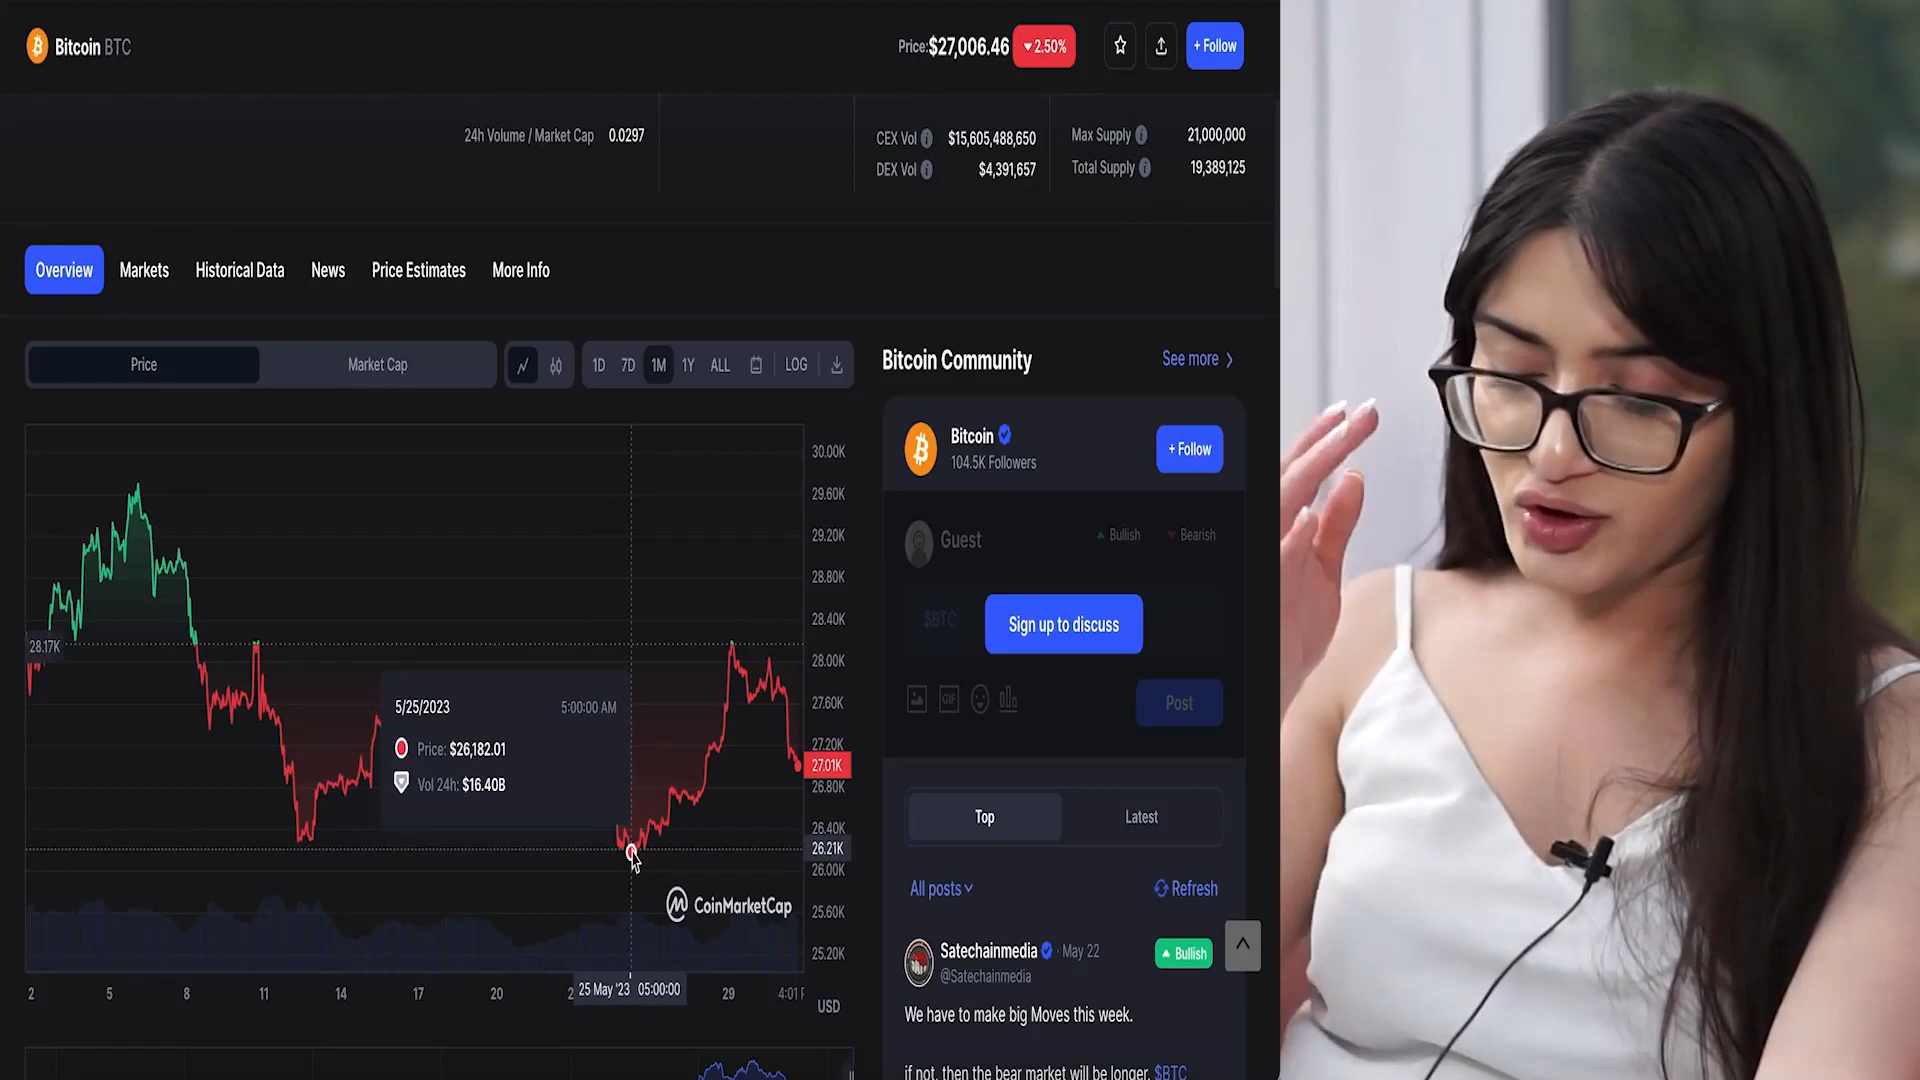 Bitcoin BTC
Price:$27,006.46 2.50% + Follow
24h Volume / Market Cap 0.0297
CEX Vol $15,605,488,650
DEX Vol $4,391,657
Max Supply 21,000,000
Total Supply 19,389,125
Overview Markets Historical Data News Price Estimates More Info
Price Market Cap 1D 7D 1M 1Y ALL LOG
30.00K
29.60K
29.20K
28.80K
28.40K
28.17K
28.00K
27.60K
27.20K
27.01K
26.80K
26.40K
26.21K
26.00K
25.60K
25.20K
5/25/2023 5:00:00 AM
Price: $26,182.01
Vol 24h: $16.40B
CoinMarketCap
2 5 8 11 14 17 20 25 May '23 05:00:00 29 4:01
USD
Bitcoin Community See more
Bitcoin
104.5K Followers
+ Follow
Guest Bullish Bearish
$BTC
Sign up to discuss
GIF
Post
Top Latest
All posts Refresh
Satechainmedia · May 22
@Satechainmedia
Bullish
We have to make big Moves this week.
if not, then the bear market will be longer. $BTC